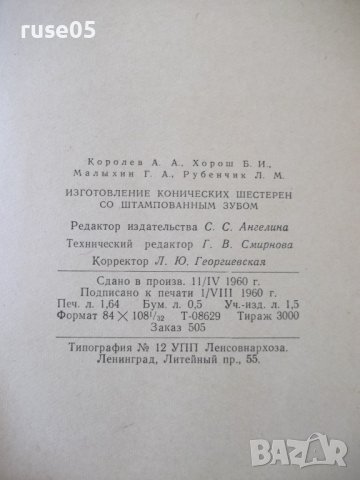 ruse05
Королев А. А., Хорош Б. И.,
Малыхин Г. А., Рубенчик Л. М.
ИЗГОТОВЛЕНИЕ КОНИЧЕСКИХ ШЕСТЕРЕН
СО ШТАМПОВАННЫМ ЗУБОМ
Редактор издательства С. С. Ангелина
Технический редактор Г. В. Смирнова
Корректор Л. Ю. Георгиевская
Сдано в произв. 11/IV 1960 г.
Подписано к печати 1/VIII 1960 г.
Печ. л. 1,64 Бум. л. 0,5 Уч.-изд. л. 1,5
Формат 84 × 108¹/₃₂ Т-08629 Тираж 3000
Заказ 505
Типография № 12 УПП Ленсовнархоза.
Ленинград, Литейный пр., 55.
BAZAR
.bg